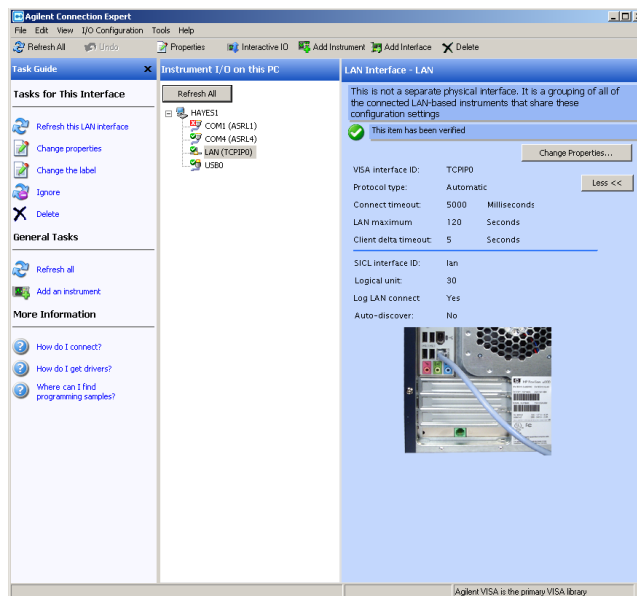 Agilent Connection Expert
File Edit View I/O Configuration Tools Help
Refresh All Undo Properties Interactive IO Add Instrument Add Interface Delete
Task Guide
Tasks for This Interface
Refresh this LAN interface
Change properties
Change the label
Ignore
Delete
General Tasks
Refresh all
Add an instrument
More Information
How do I connect?
How do I get drivers?
Where can I find
programming samples?
Instrument I/O on this PC
Refresh All
HAYES1
COM1 (ASRL1)
COM4 (ASRL4)
LAN (TCPIP0)
USB0
LAN Interface - LAN
This is not a separate physical interface. It is a grouping of all of
the connected LAN-based instruments that share these
configuration settings
This item has been verified
Change Properties...
VISA interface ID: TCPIP0
Less <<
Protocol type: Automatic
Connect timeout: 5000 Milliseconds
LAN maximum 120 Seconds
Client delta timeout: 5 Seconds
SICL interface ID: lan
Logical unit: 30
Log LAN connect Yes
Auto-discover: No
Agilent VISA is the primary VISA library